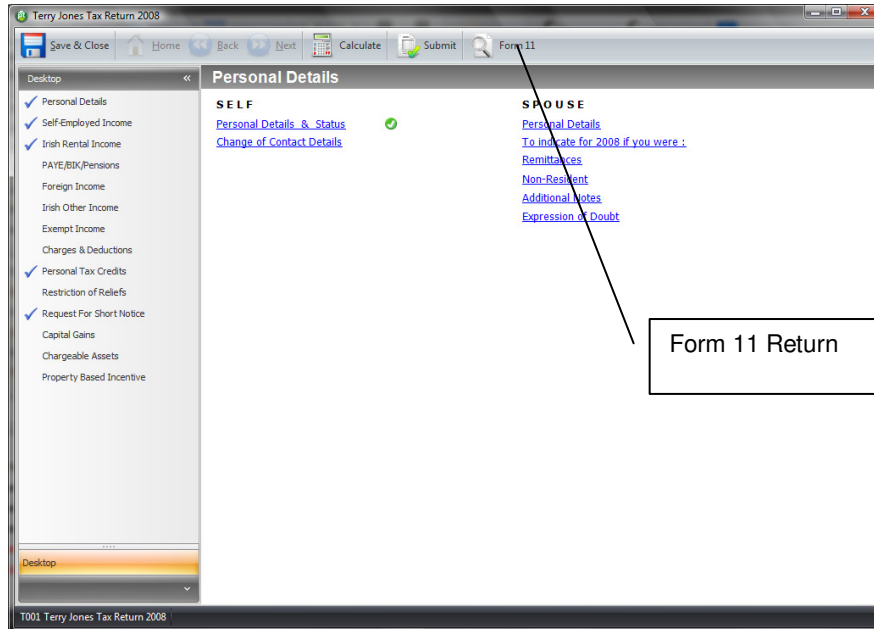 Terry Jones Tax Return 2008
Save & Close Home Back Next Calculate Submit Form 11
Desktop «
Personal Details
Self-Employed Income
Irish Rental Income
PAYE/BIK/Pensions
Foreign Income
Irish Other Income
Exempt Income
Charges & Deductions
Personal Tax Credits
Restriction of Reliefs
Request For Short Notice
Capital Gains
Chargeable Assets
Property Based Incentive
Desktop
Personal Details
SELF
Personal Details & Status
Change of Contact Details
SPOUSE
Personal Details
To indicate for 2008 if you were :
Remittances
Non-Resident
Additional Notes
Expression of Doubt
Form 11 Return
T001 Terry Jones Tax Return 2008